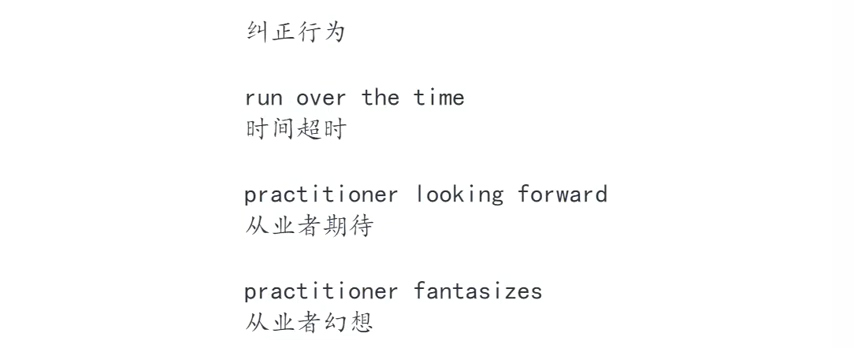 纠正行为
run over the time
时间超时
practitioner looking forward
从业者期待
practitioner fantasizes
从业者幻想